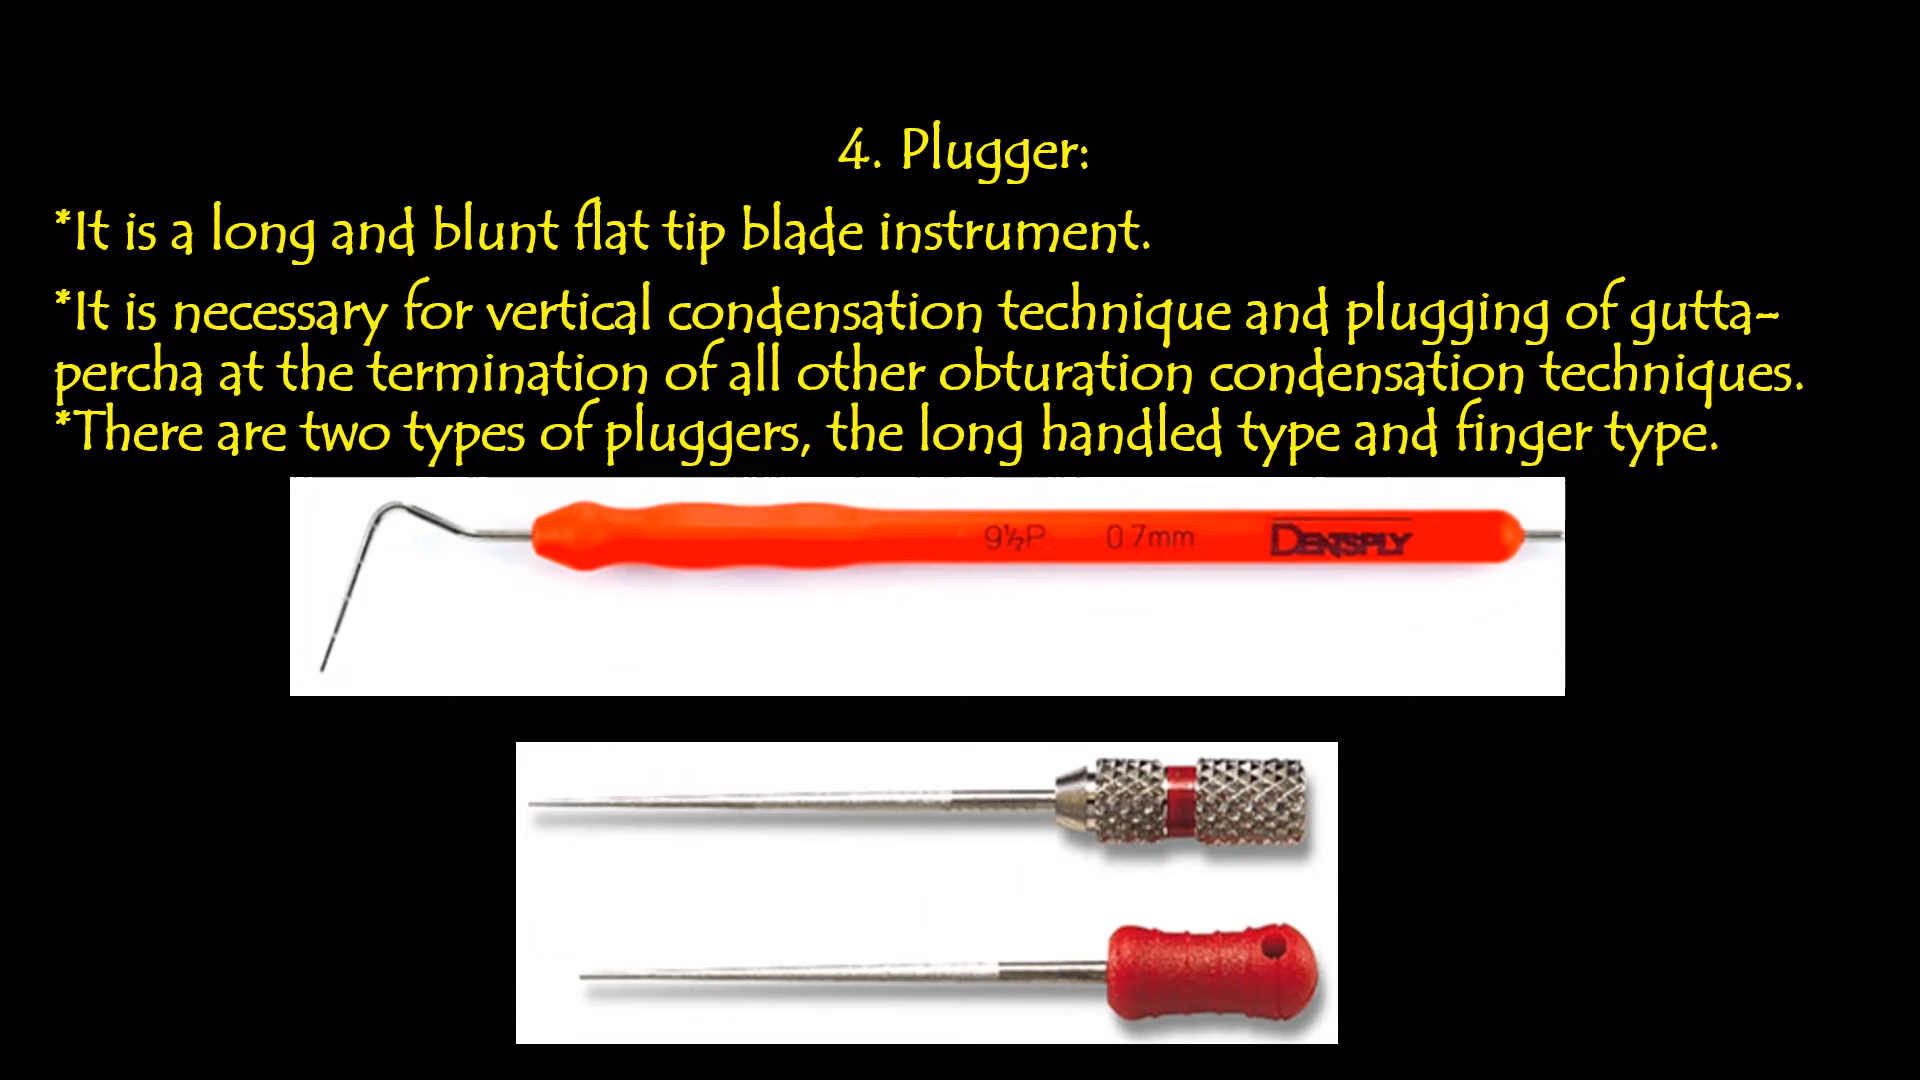 4. Plugger:
*It is a long and blunt flat tip blade instrument.
*It is necessary for vertical condensation technique and plugging of gutta-
percha at the termination of all other obturation condensation techniques.
*There are two types of pluggers, the long handled type and finger type.
9½P 0 7mm DENTSPLY